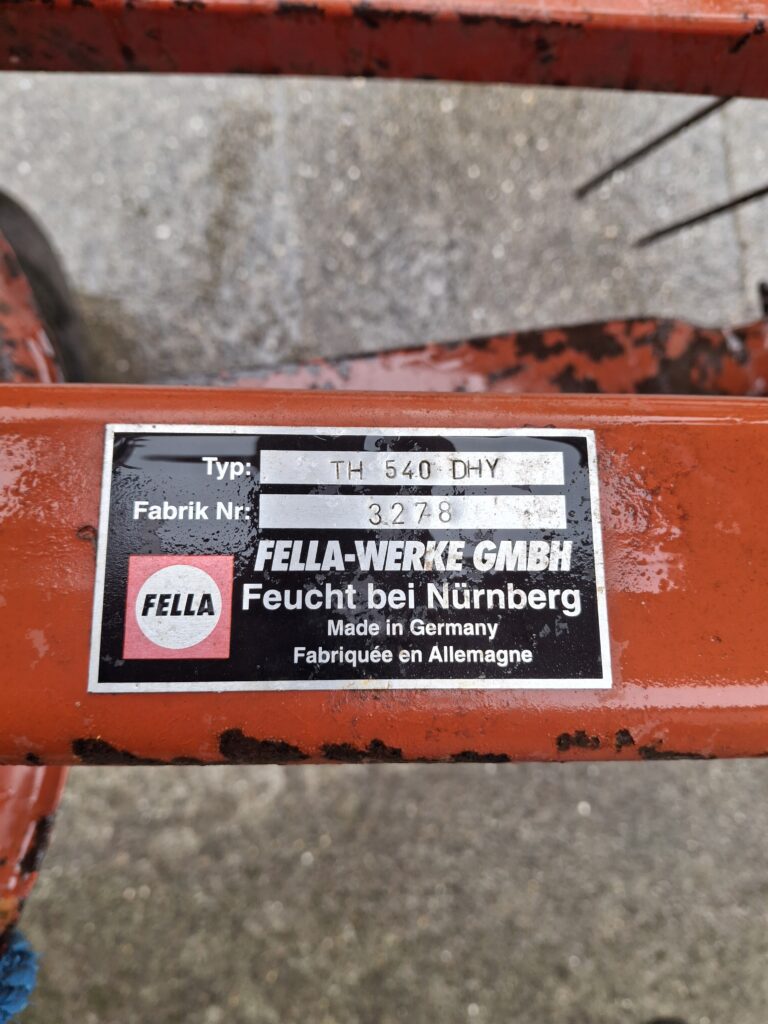 Typ: TH 540 DHY
Fabrik Nr: 3278
FELLA-WERKE GMBH
FELLA
Feucht bei Nürnberg
Made in Germany
Fabriquée en Allemagne